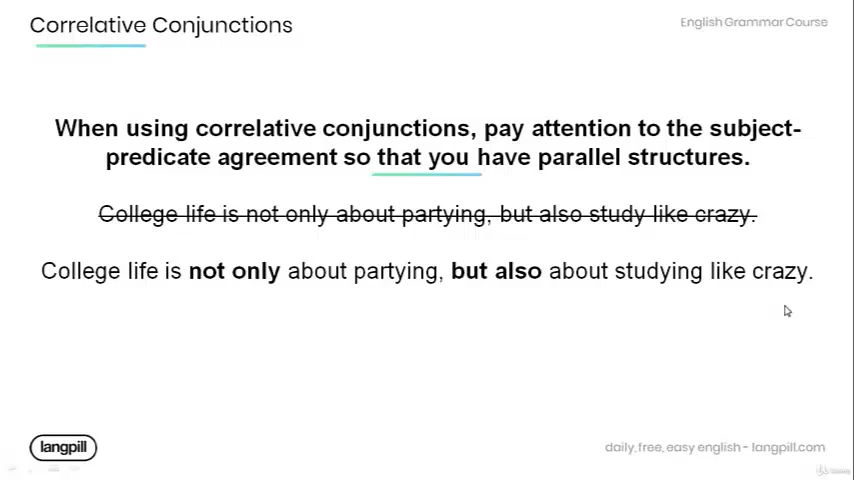 Correlative Conjunctions
English Grammar Course
When using correlative conjunctions, pay attention to the subject-
predicate agreement so that you have parallel structures.
College life is not only about partying, but also study like crazy.
College life is not only about partying, but also about studying like crazy.
langpill
daily, free, easy english - langpill.com